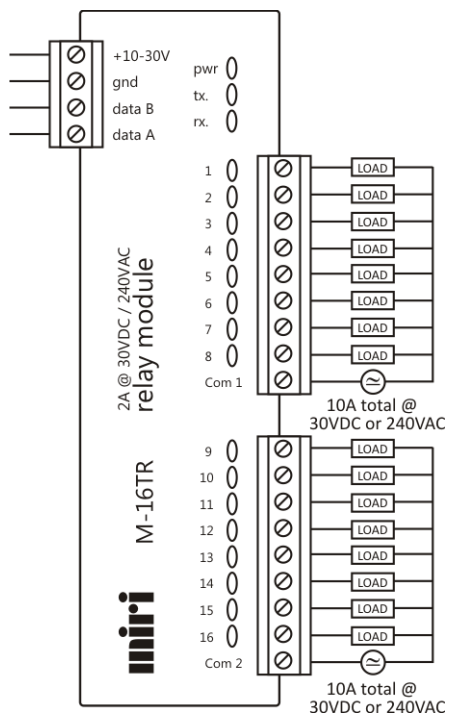 +10-30V
gnd
data B
data A
pwr
tx.
rx.
1 LOAD
2 LOAD
3 LOAD
4 LOAD
5 LOAD
6 LOAD
7 LOAD
8 LOAD
Com 1
10A total @
30VDC or 240VAC
2A @ 30VDC / 240VAC
relay module
M-16TR
miri
9 LOAD
10 LOAD
11 LOAD
12 LOAD
13 LOAD
14 LOAD
15 LOAD
16 LOAD
Com 2
10A total @
30VDC or 240VAC